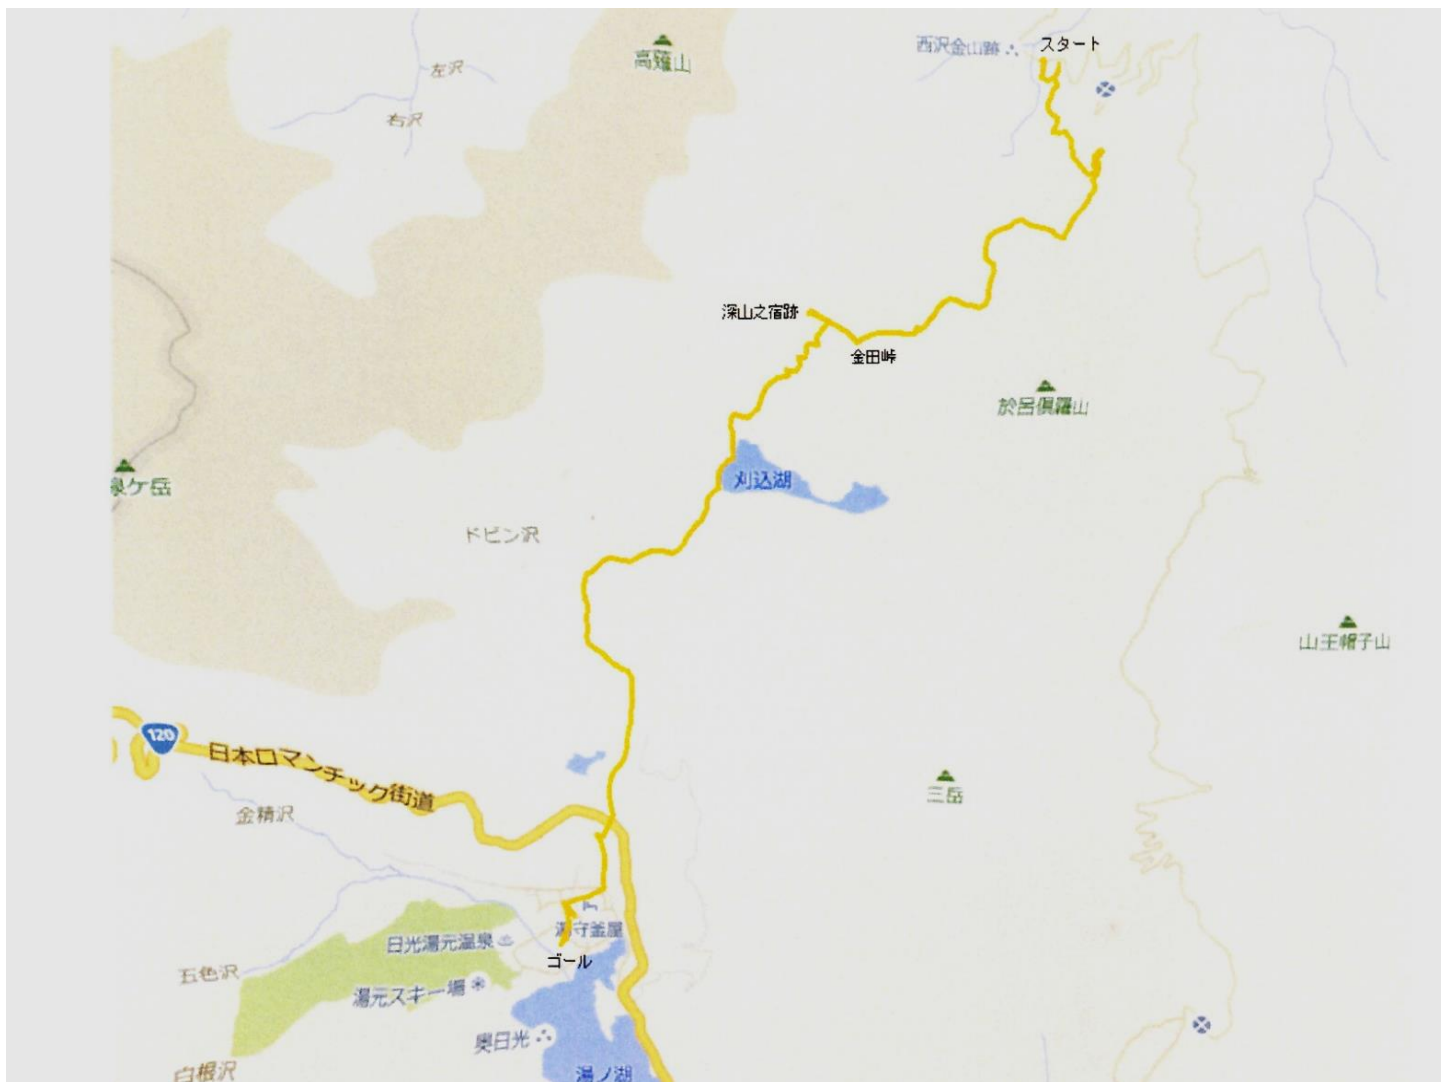 スタート
西沢金山跡
高薙山
左沢
右沢
深山之宿跡
金田峠
於呂倶羅山
刈込湖
泉ケ岳
ドビン沢
山王帽子山
120
日本ロマンチック街道
三岳
金精沢
湯守釜屋
日光湯元温泉
ゴール
五色沢
湯元スキー場
奥日光
白根沢
湯ノ湖